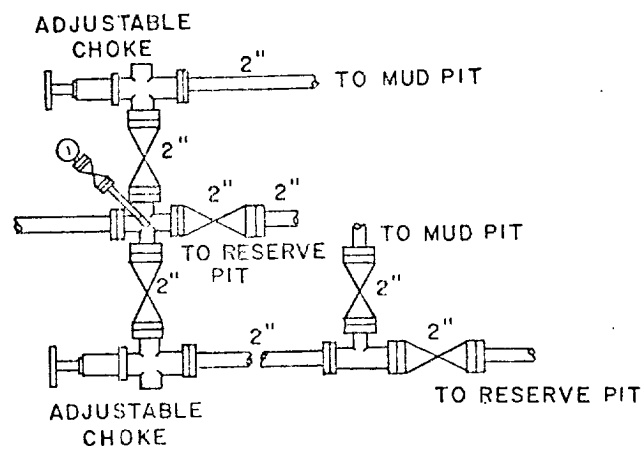 ADJUSTABLE
CHOKE
2"
TO MUD PIT
2"
1
2"
2"
TO RESERVE
PIT
TO MUD PIT
2"
2"
2"
2"
TO RESERVE PIT
ADJUSTABLE
CHOKE